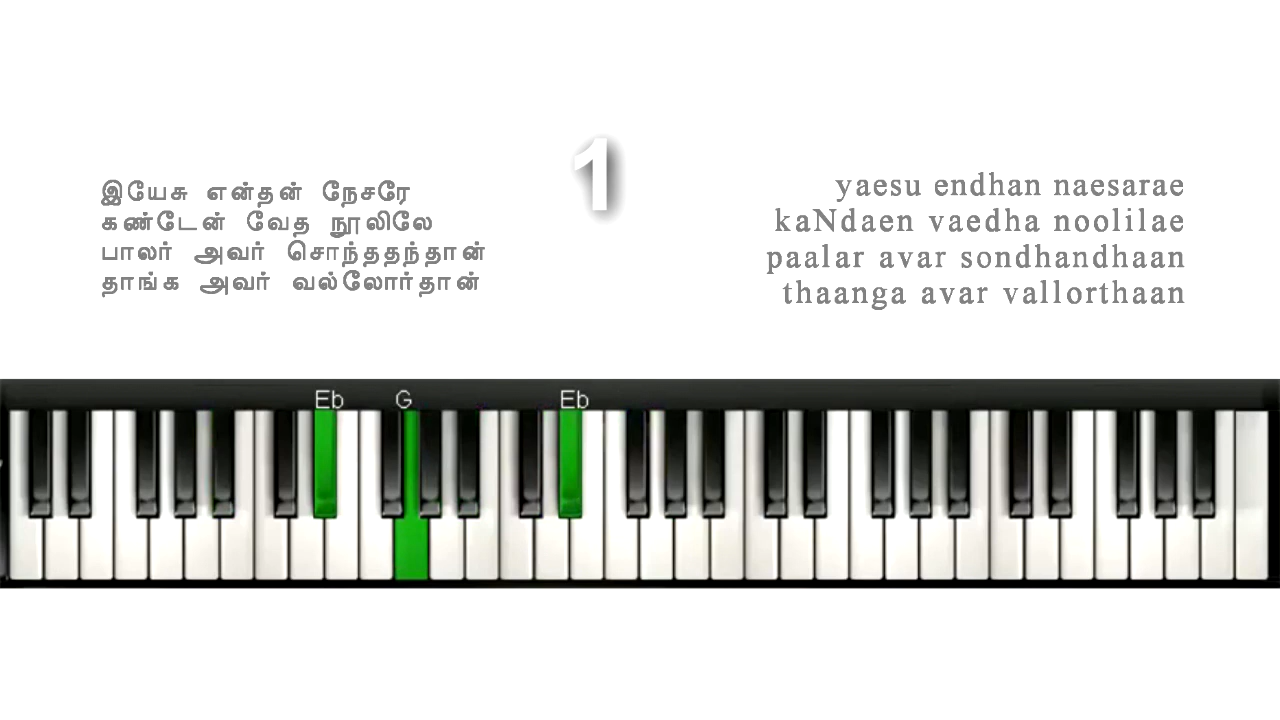 1
இயேசு என்தன் நேசரே
கண்டேன் வேத நூலிலே
பாலர் அவர் சொந்ததந்தான்
தாங்க அவர் வல்லோர்தான்
yaesu endhan naesarae
kaNdaen vaedha noolilae
paalar avar sondhandhaan
thaanga avar vallorthaan
Eb G Eb